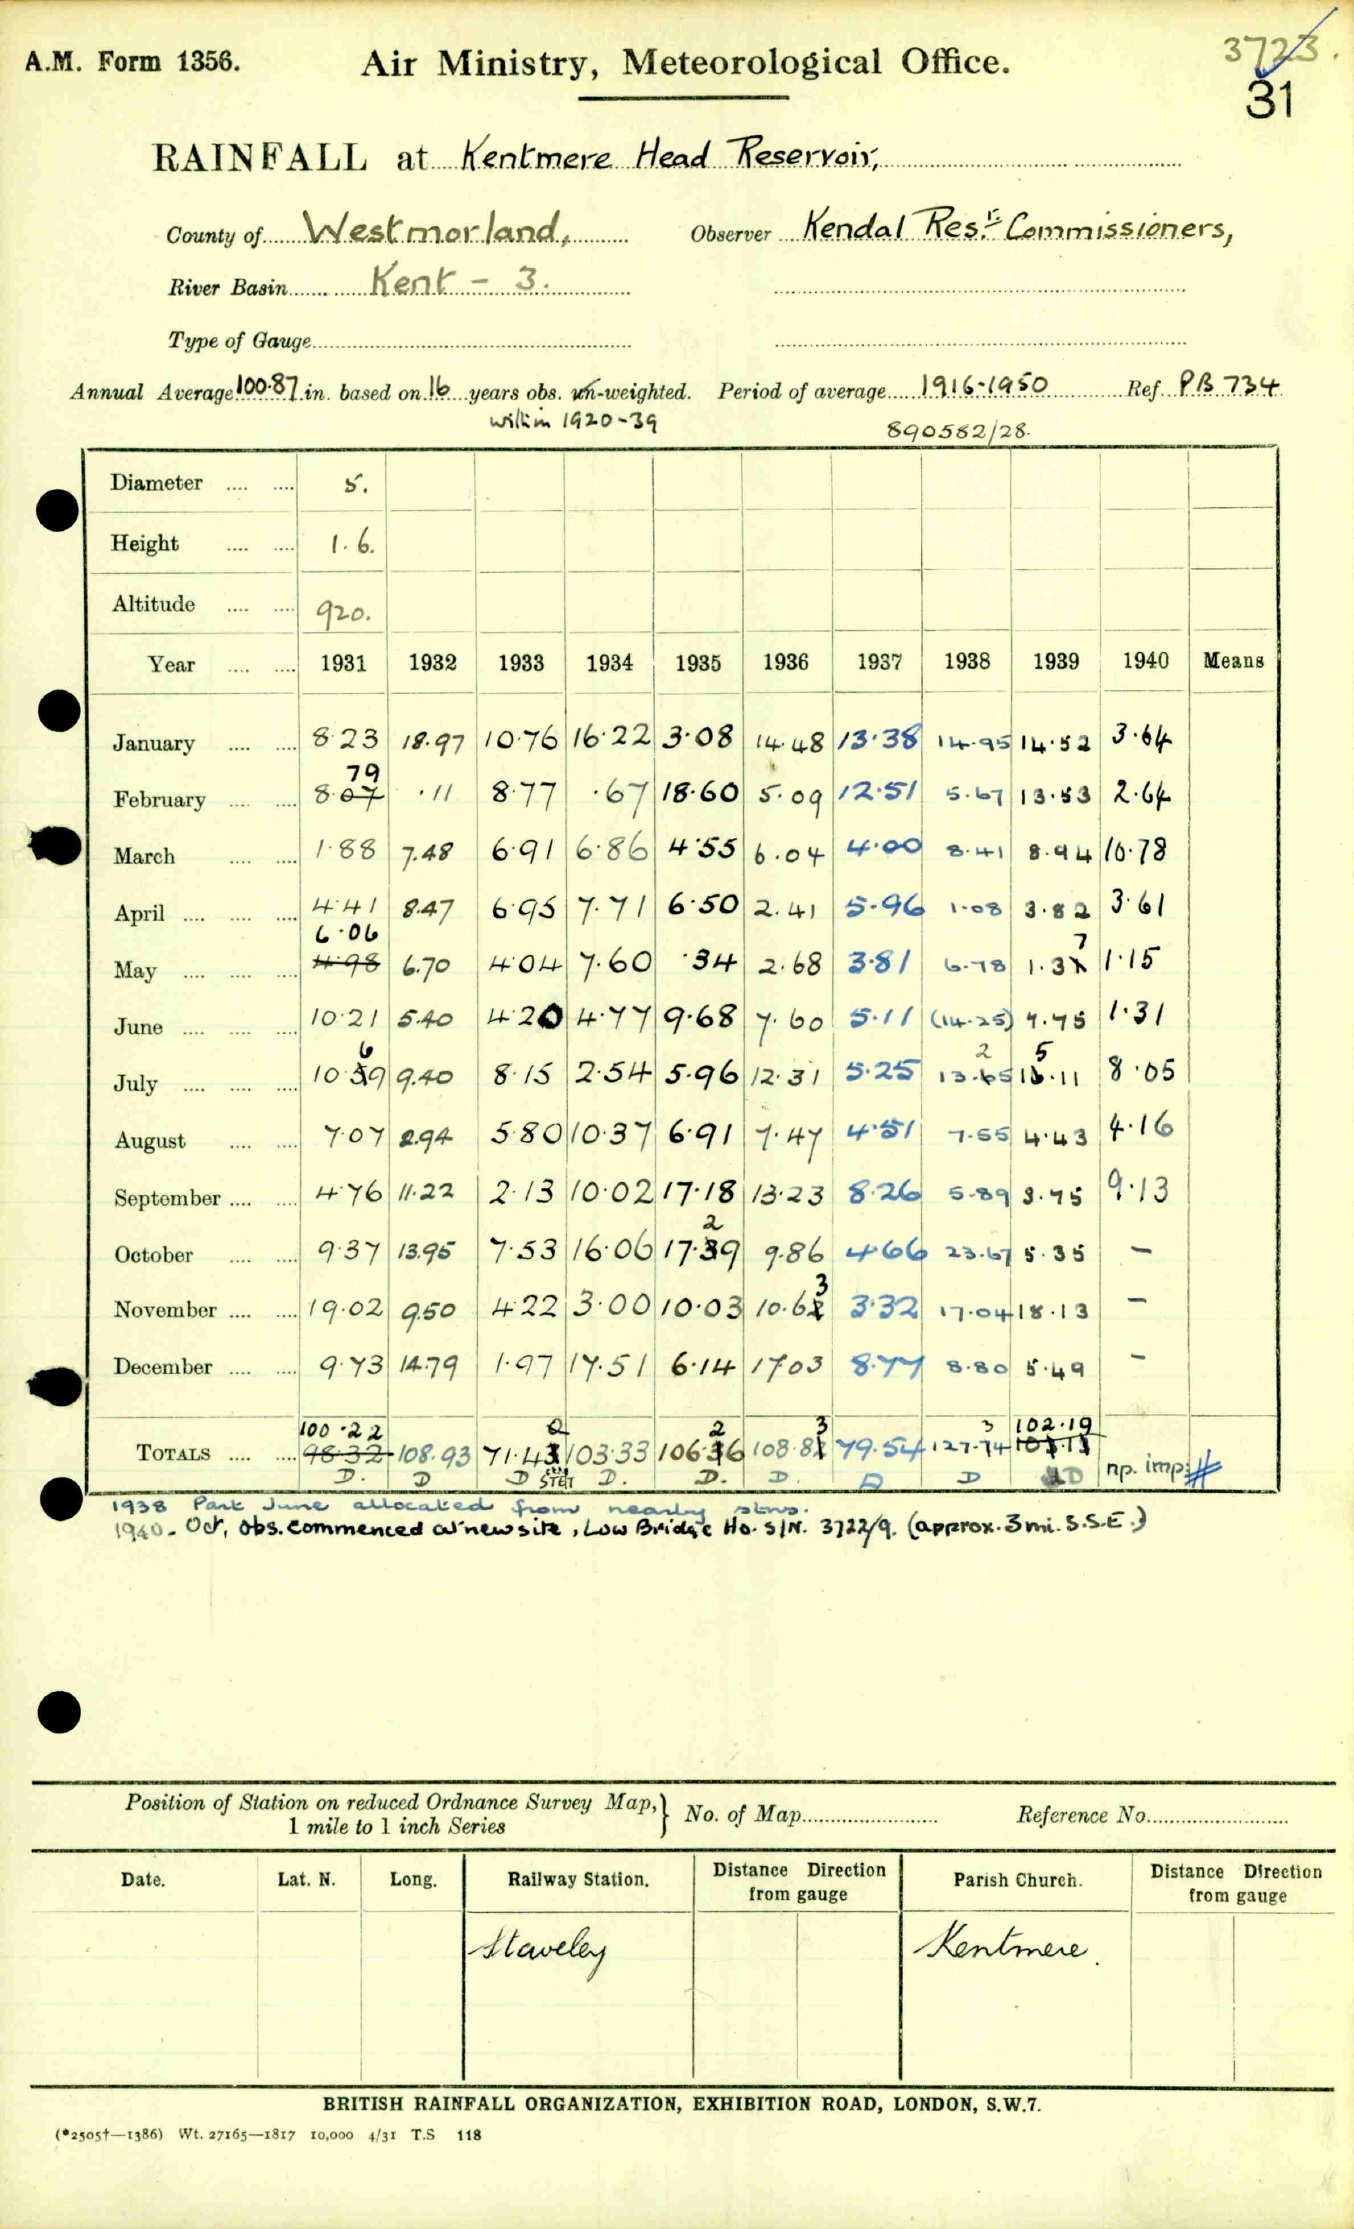 A.M. Form 1356.
Air Ministry, Meteorological Office.
3723.
31
RAINFALL at Kentmere Head Reservoir,
County of Westmorland, Observer Kendal Resr. Commissioners,
River Basin Kent - 3.
Type of Gauge
Annual Average 100.87 in. based on 16 years obs. un-weighted. Period of average 1916-1950 Ref. PB 734
within 1920-39
890582/28.
Diameter 5.
Height 1.6.
Altitude 920.
Year 1931 1932 1933 1934 1935 1936 1937 1938 1939 1940 Means
January 8.23 18.97 10.76 16.22 3.08 14.48 13.38 14.95 14.52 3.64
79
February 8.07 .11 8.77 .67 18.60 5.09 12.51 5.67 13.53 2.64
March 1.88 7.48 6.91 6.86 4.55 6.04 4.00 8.41 8.94 10.78
April 4.41 8.47 6.95 7.71 6.50 2.41 5.96 1.08 3.82 3.61
6.06 7
May 4.98 6.70 4.04 7.60 .34 2.68 3.81 6.78 1.3 1.15
June 10.21 5.40 4.20 4.77 9.68 7.60 5.11 (14.25) 7.75 1.31
6 2 5
July 10.59 9.40 8.15 2.54 5.96 12.31 5.25 13.65 16.11 8.05
August 7.07 2.94 5.80 10.37 6.91 7.47 4.51 7.55 4.43 4.16
September 4.76 11.22 2.13 10.02 17.18 13.23 8.26 5.89 3.75 9.13
2
October 9.37 13.95 7.53 16.06 17.39 9.86 4.66 23.67 5.35 -
3
November 19.02 9.50 4.22 3.00 10.03 10.62 3.32 17.04 18.13 -
December 9.73 14.79 1.97 17.51 6.14 17.03 8.77 8.80 5.49 -
100.22 2 2 3 3 102.19
TOTALS 98.32 108.93 71.43 103.33 106.36 108.82 79.54 127.74 103.13 np. imp. #
D. D D STET D. D. D. D D D
1938 Part June allocated from nearby stns.
1940 - Oct, obs. commenced at new site, Low Bridge Ho. S/N. 3722/9. (approx. 3 mi. S.S.E.)
Position of Station on reduced Ordnance Survey Map, } No. of Map Reference No.
1 mile to 1 inch Series
Date. Lat. N. Long. Railway Station. Distance Direction from gauge Parish Church. Distance Direction from gauge
Staveley Kentmere.
BRITISH RAINFALL ORGANIZATION, EXHIBITION ROAD, LONDON, S.W.7.
(*2505†—1386) Wt. 27165—1817 10,000 4/31 T.S 118